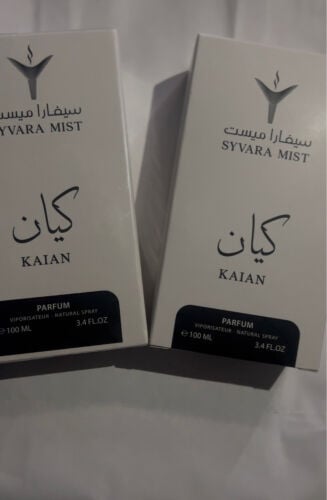 سيفارا ميست
SYVARA MIST
كيان
KAIAN
PARFUM
VAPORISATEUR - NATURAL SPRAY
℮100 ML 3.4 FL.OZ
سيفارا ميست
SYVARA MIST
كيان
KAIAN
PARFUM
VAPORISATEUR - NATURAL SPRAY
℮100 ML
3.4 FL.OZ